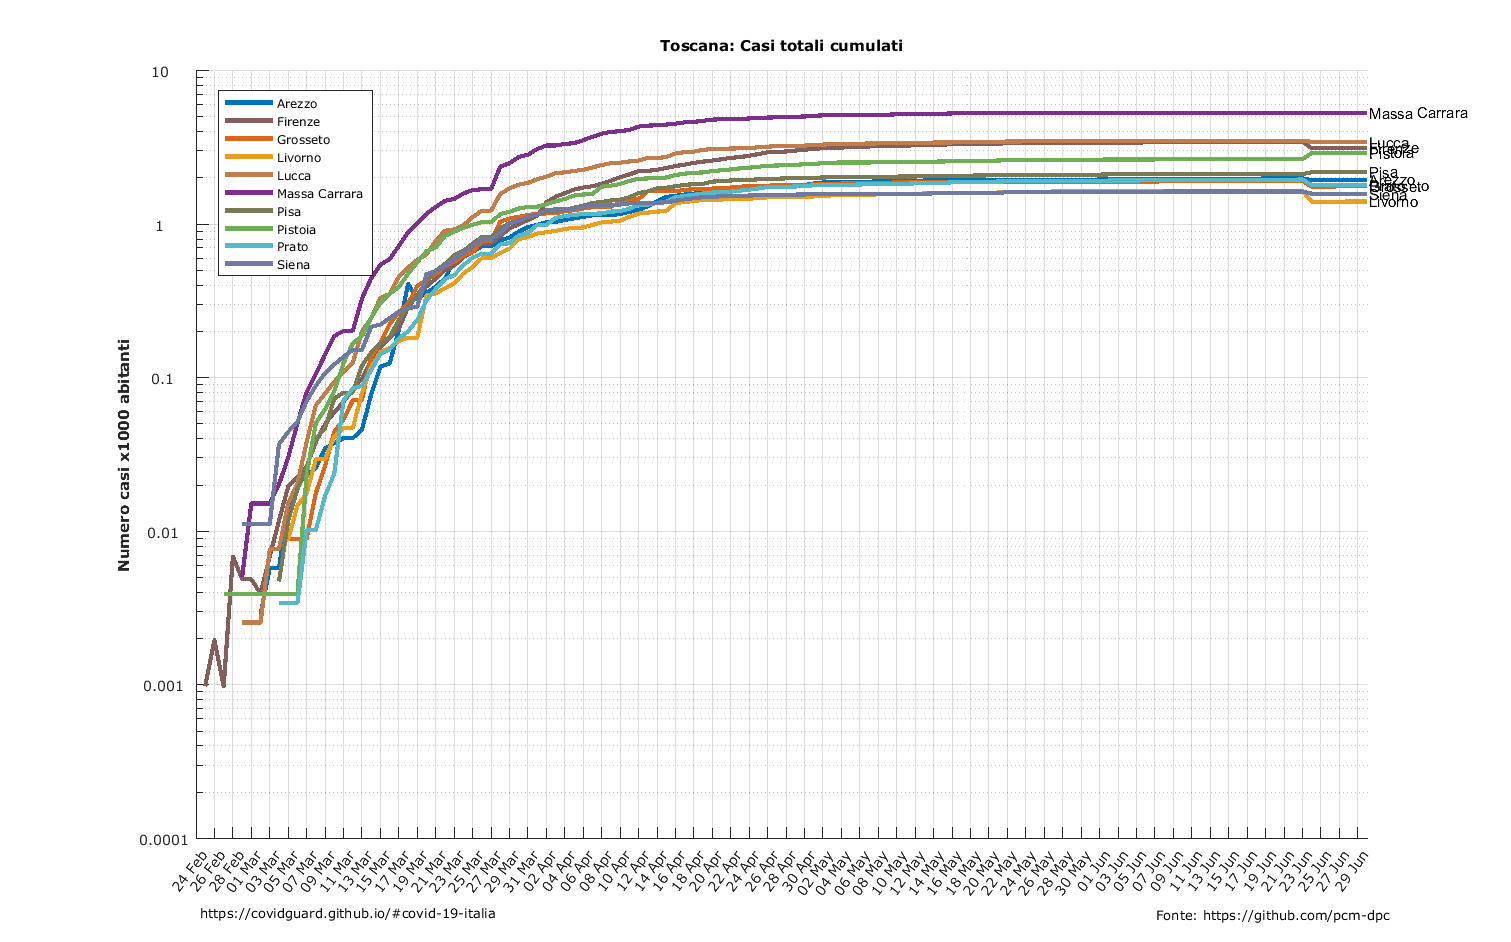 Toscana: Casi totali cumulati
Numero casi x1000 abitanti
10
1
0.1
0.01
0.001
0.0001
Arezzo
Firenze
Grosseto
Livorno
Lucca
Massa Carrara
Pisa
Pistoia
Prato
Siena
Massa Carrara
Lucca
Firenze
Pistoia
Pisa
Arezzo
Grosseto
Prato
Siena
Livorno
24 Feb
26 Feb
28 Feb
01 Mar
03 Mar
05 Mar
07 Mar
09 Mar
11 Mar
13 Mar
15 Mar
17 Mar
19 Mar
21 Mar
23 Mar
25 Mar
27 Mar
29 Mar
31 Mar
02 Apr
04 Apr
06 Apr
08 Apr
10 Apr
12 Apr
14 Apr
16 Apr
18 Apr
20 Apr
22 Apr
24 Apr
26 Apr
28 Apr
30 Apr
02 May
04 May
06 May
08 May
10 May
12 May
14 May
16 May
18 May
20 May
22 May
24 May
26 May
28 May
30 May
01 Jun
03 Jun
05 Jun
07 Jun
09 Jun
11 Jun
13 Jun
15 Jun
17 Jun
19 Jun
21 Jun
23 Jun
25 Jun
27 Jun
29 Jun
https://covidguard.github.io/#covid-19-italia
Fonte: https://github.com/pcm-dpc